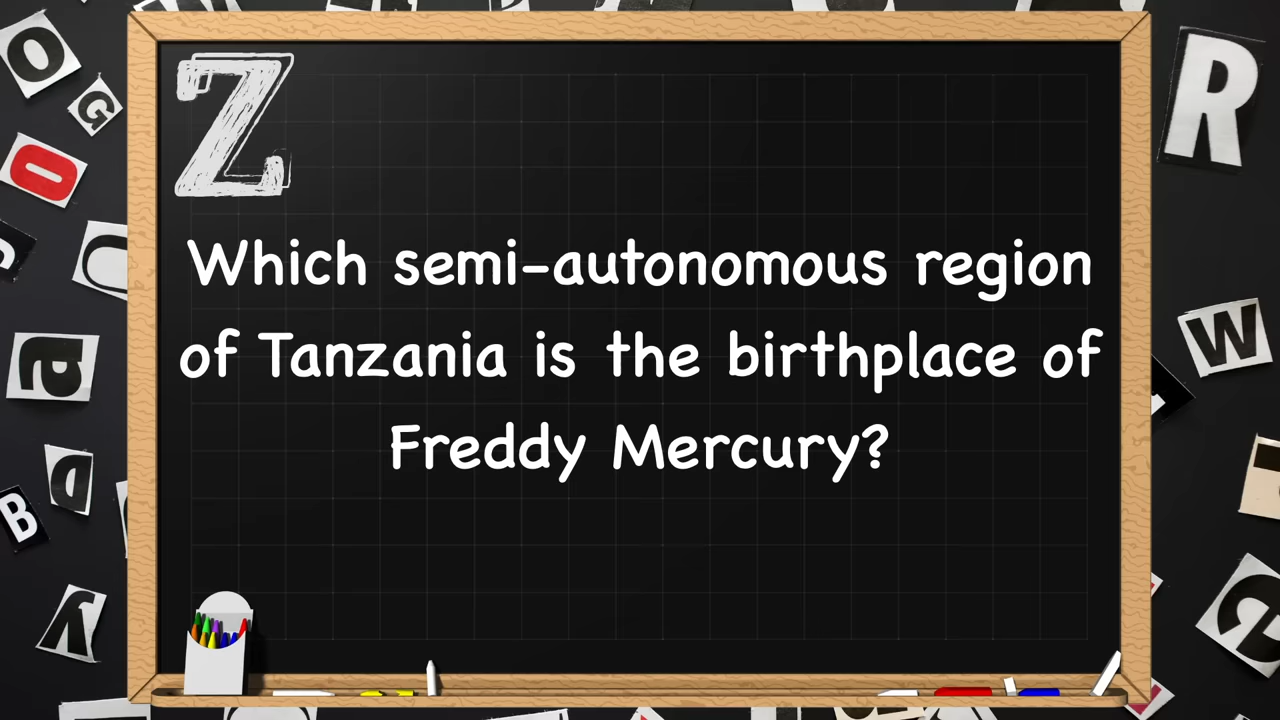 Z
Which semi-autonomous region
of Tanzania is the birthplace of
Freddy Mercury?
O
G
O
R
W
a
D
B